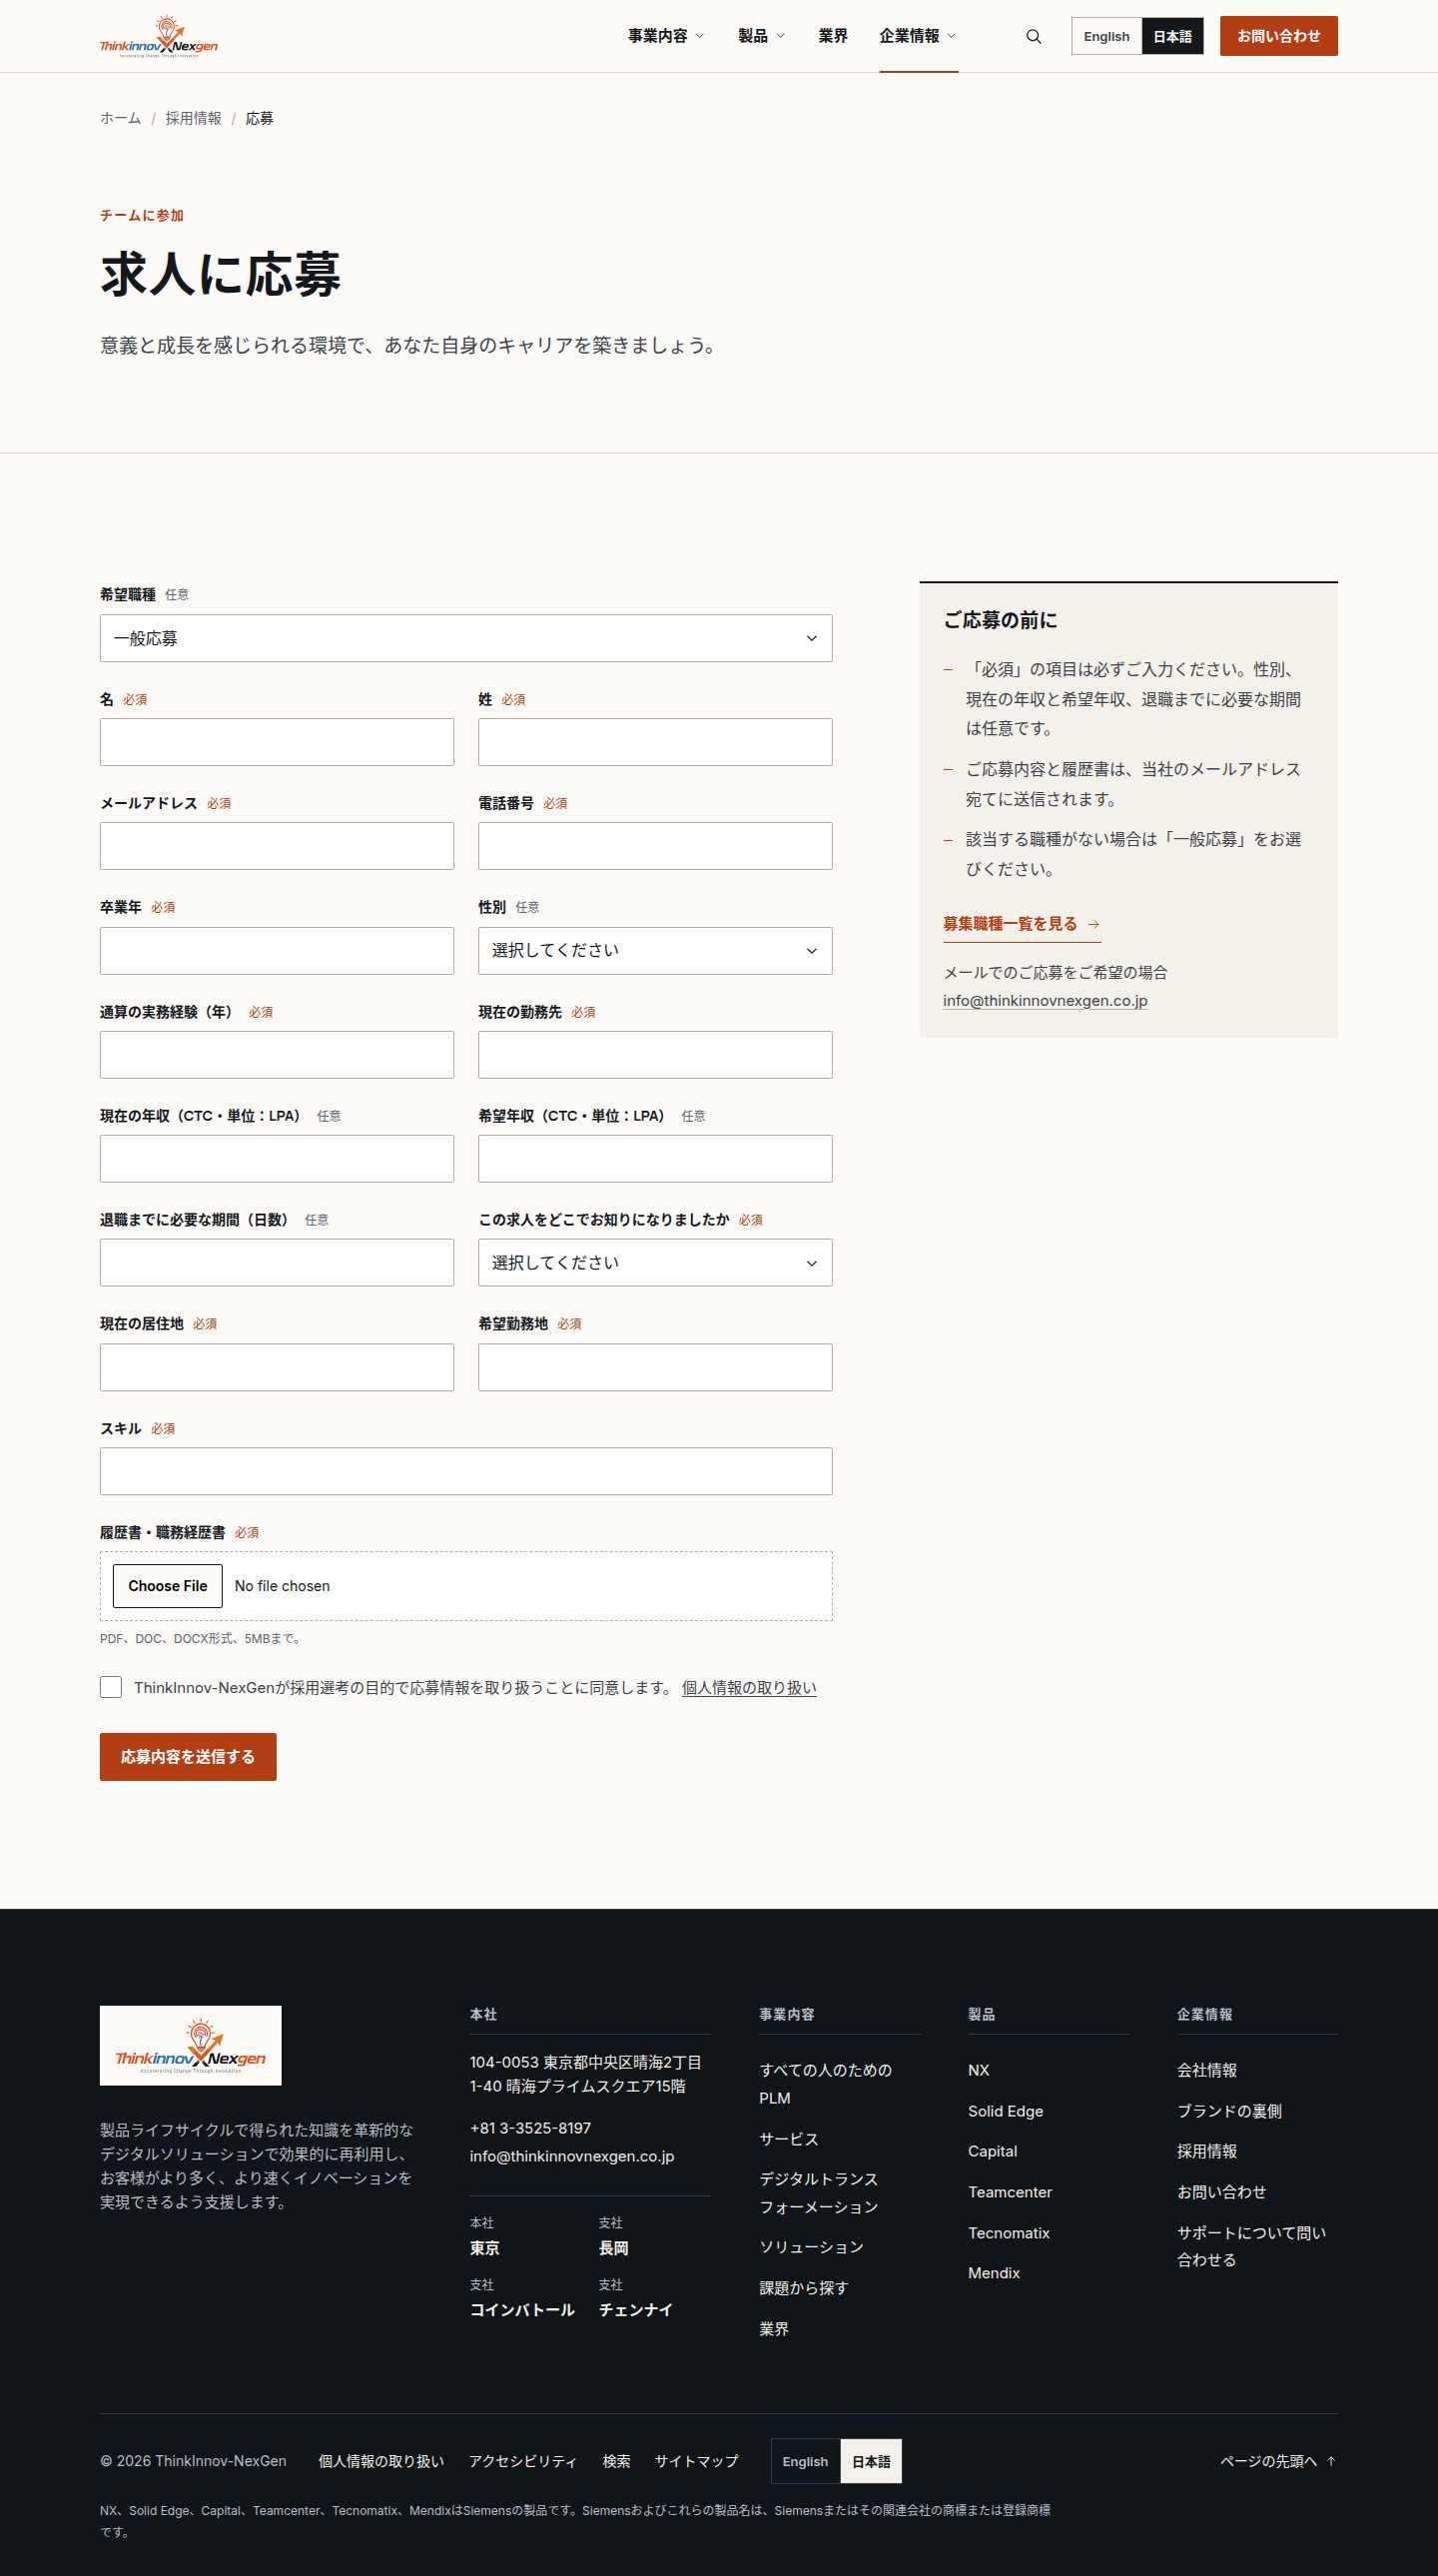 Thinkinnov Nexgen
Accelerating Change Through Innovation
事業内容
製品
業界
企業情報
English
日本語
お問い合わせ
ホーム / 採用情報 / 応募
チームに参加
求人に応募
意義と成長を感じられる環境で、あなた自身のキャリアを築きましょう。
希望職種 任意
一般応募
名 必須
姓 必須
メールアドレス 必須
電話番号 必須
卒業年 必須
性別 任意
選択してください
通算の実務経験（年） 必須
現在の勤務先 必須
現在の年収（CTC・単位：LPA） 任意
希望年収（CTC・単位：LPA） 任意
退職までに必要な期間（日数） 任意
この求人をどこでお知りになりましたか 必須
選択してください
現在の居住地 必須
希望勤務地 必須
スキル 必須
履歴書・職務経歴書 必須
Choose File No file chosen
PDF、DOC、DOCX形式、5MBまで。
ThinkInnov-NexGenが採用選考の目的で応募情報を取り扱うことに同意します。 個人情報の取り扱い
応募内容を送信する
ご応募の前に
「必須」の項目は必ずご入力ください。性別、
現在の年収と希望年収、退職までに必要な期間
は任意です。
ご応募内容と履歴書は、当社のメールアドレス
宛てに送信されます。
該当する職種がない場合は「一般応募」をお選
びください。
募集職種一覧を見る →
メールでのご応募をご希望の場合
info@thinkinnovnexgen.co.jp
Thinkinnov Nexgen
Accelerating Change Through Innovation
製品ライフサイクルで得られた知識を革新的な
デジタルソリューションで効果的に再利用し、
お客様がより多く、より速くイノベーションを
実現できるよう支援します。
本社
104-0053 東京都中央区晴海2丁目
1-40 晴海プライムスクエア15階
+81 3-3525-8197
info@thinkinnovnexgen.co.jp
本社
東京
支社
長岡
支社
コインバトール
支社
チェンナイ
事業内容
すべての人のための
PLM
サービス
デジタルトランス
フォーメーション
ソリューション
課題から探す
業界
製品
NX
Solid Edge
Capital
Teamcenter
Tecnomatix
Mendix
企業情報
会社情報
ブランドの裏側
採用情報
お問い合わせ
サポートについて問い
合わせる
© 2026 ThinkInnov-NexGen
個人情報の取り扱い
アクセシビリティ
検索
サイトマップ
English
日本語
ページの先頭へ ↑
NX、Solid Edge、Capital、Teamcenter、Tecnomatix、MendixはSiemensの製品です。Siemensおよびこれらの製品名は、Siemensまたはその関連会社の商標または登録商標
です。